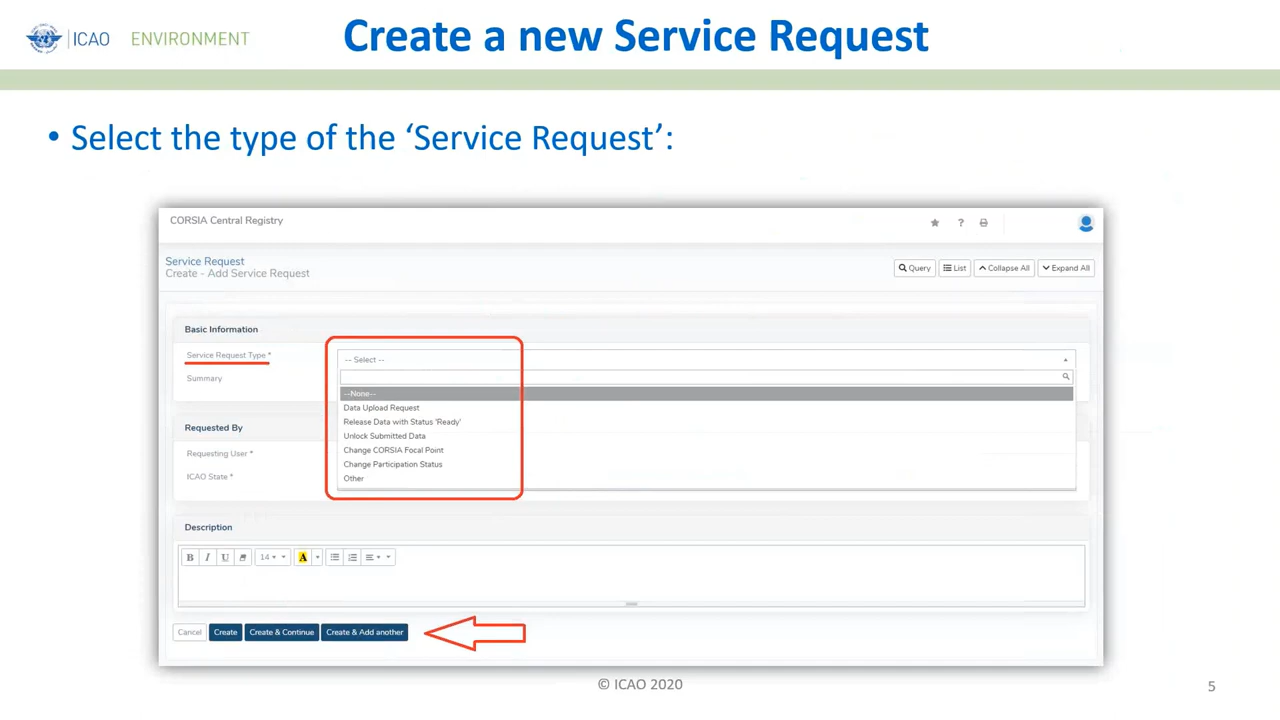 ICAO ENVIRONMENT
Create a new Service Request
• Select the type of the ‘Service Request’:
CORSIA Central Registry
?
Service Request
Create - Add Service Request
Query
List
Collapse All
Expand All
Basic Information
Service Request Type *
-- Select --
Summary
--None--
Data Upload Request
Release Data with Status 'Ready'
Unlock Submitted Data
Change CORSIA Focal Point
Change Participation Status
Other
Requested By
Requesting User *
ICAO State *
Description
B I U 14 A
Cancel Create Create & Continue Create & Add another
© ICAO 2020
5